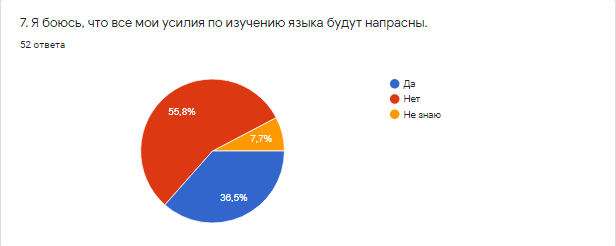 7. Я боюсь, что все мои усилия по изучению языка будут напрасны.
52 ответа
Да
Нет
Не знаю
55,8%
7,7%
36,5%